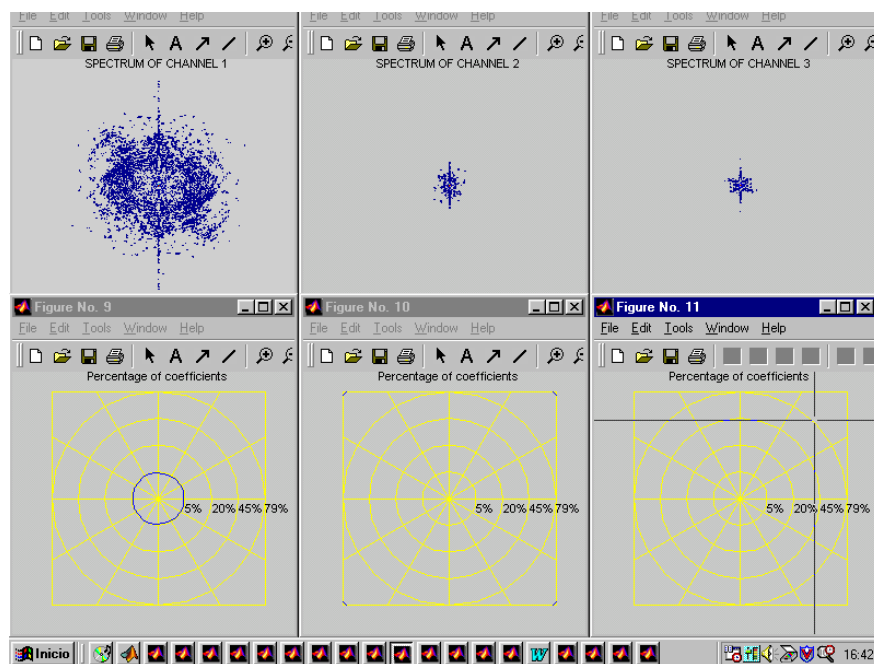 File Edit Tools Window Help
File Edit Tools Window Help
File Edit Tools Window Help
A
A
A
SPECTRUM OF CHANNEL 1
SPECTRUM OF CHANNEL 2
SPECTRUM OF CHANNEL 3
Figure No. 9
Figure No. 10
Figure No. 11
File Edit Tools Window Help
File Edit Tools Window Help
File Edit Tools Window Help
A
A
Percentage of coefficients
Percentage of coefficients
Percentage of coefficients
5% 20% 45% 79%
5% 20% 45% 79%
5% 20% 45% 79%
Inicio
W
16:42